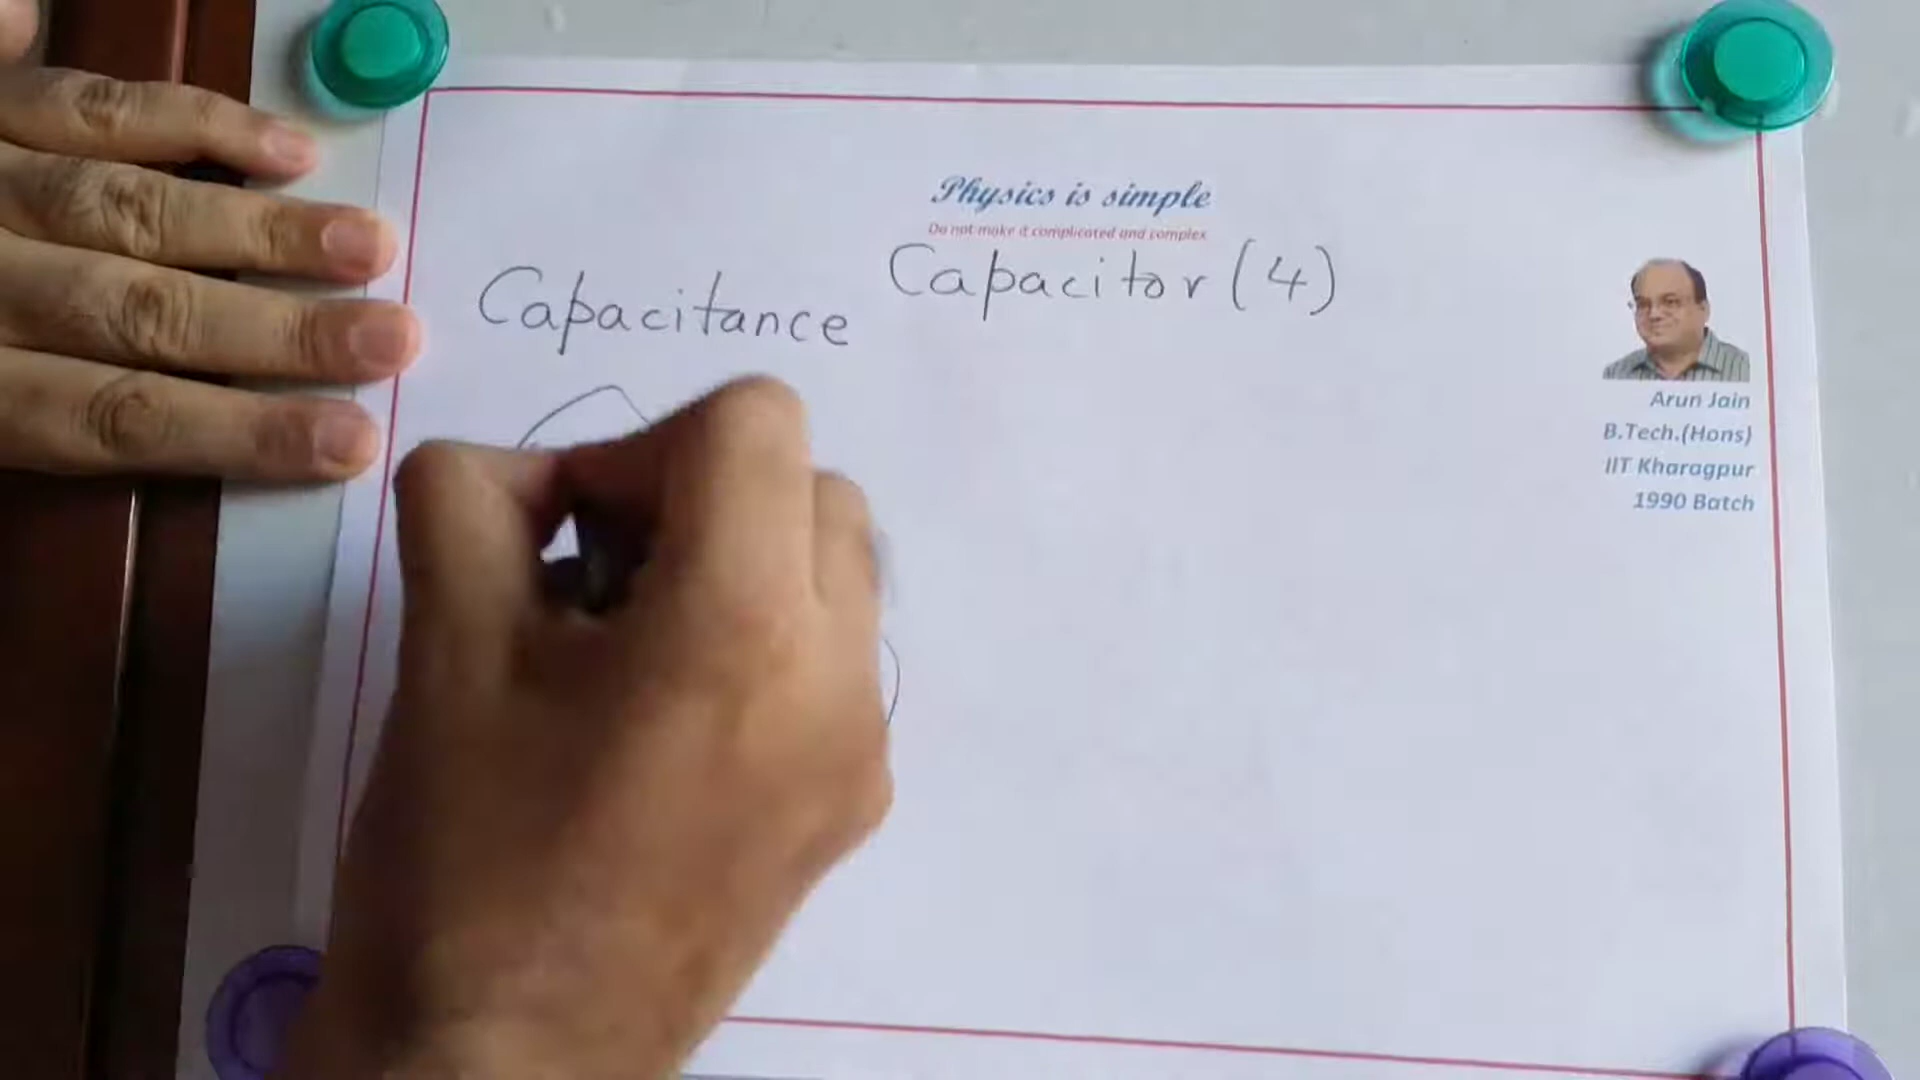 Physics is simple
Do not make it complicated and complex
Capacitor (4)
Capacitance
Arun Jain
B.Tech.(Hons)
IIT Kharagpur
1990 Batch